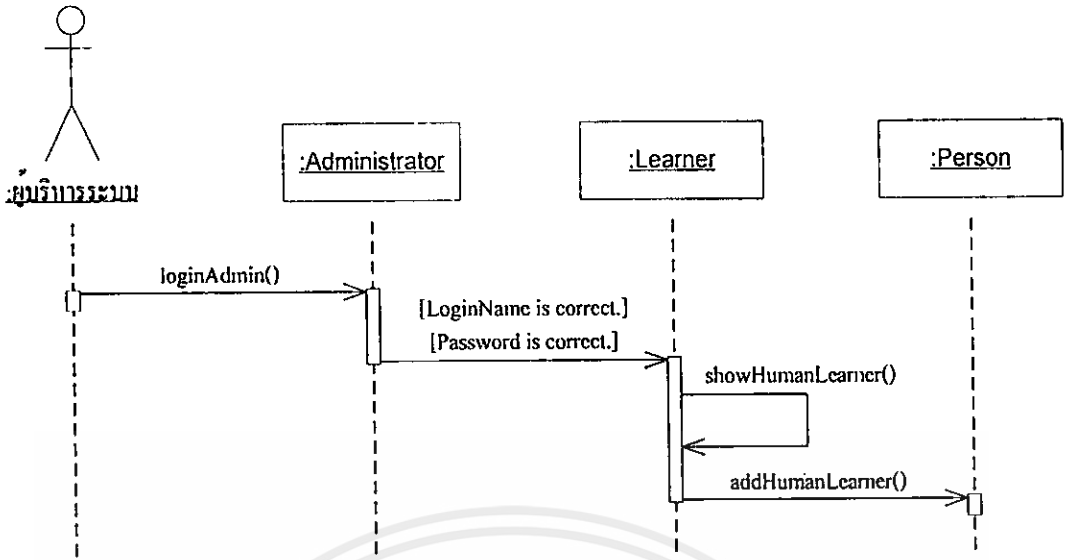 :ผู้บริหารระบบ
:Administrator
:Learner
:Person
loginAdmin()
[LoginName is correct.]
[Password is correct.]
showHumanLearner()
addHumanLearner()